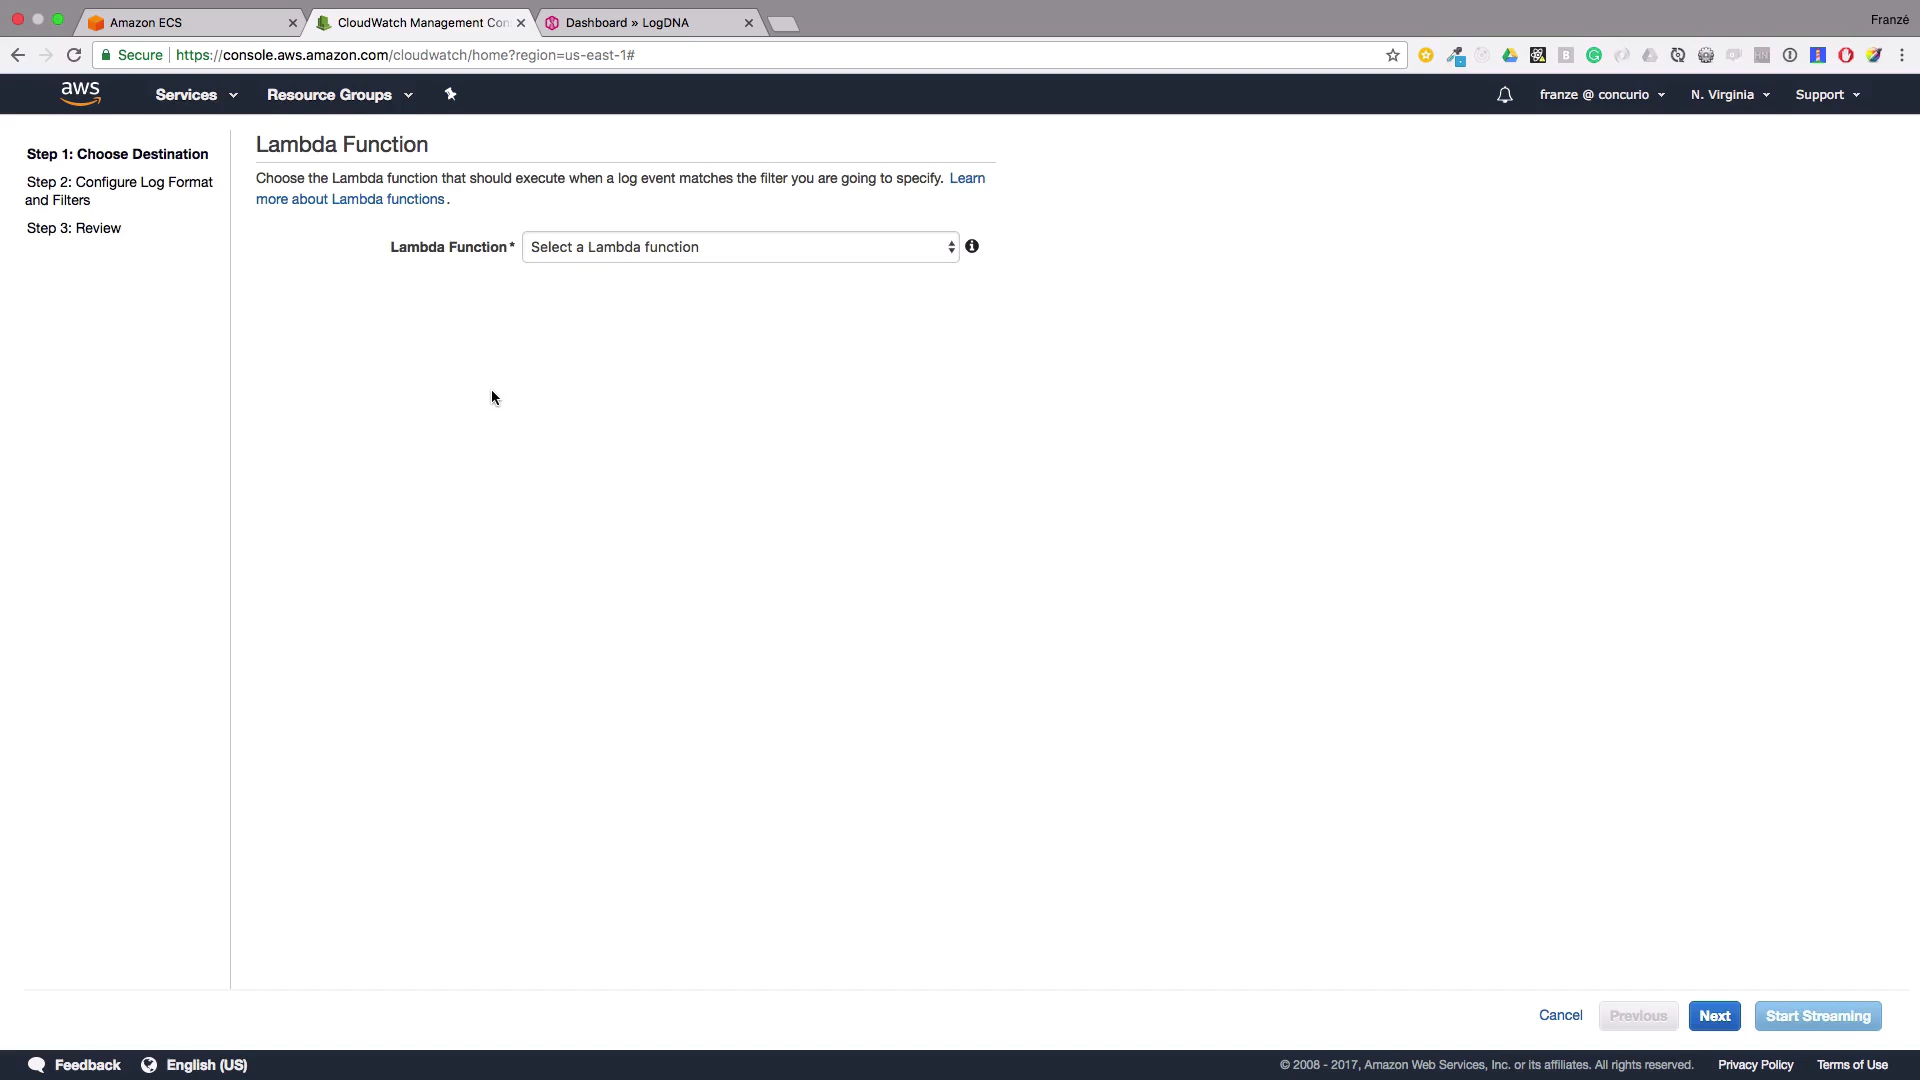 Amazon ECS
CloudWatch Management Con
Dashboard » LogDNA
Franzé
Secure
https://console.aws.amazon.com/cloudwatch/home?region=us-east-1#
aws
Services
Resource Groups
franze @ concurio
N. Virginia
Support
Step 1: Choose Destination
Step 2: Configure Log Format
and Filters
Step 3: Review
Lambda Function
Choose the Lambda function that should execute when a log event matches the filter you are going to specify. Learn
more about Lambda functions.
Lambda Function*
Select a Lambda function
Cancel
Previous
Next
Start Streaming
Feedback
English (US)
© 2008 - 2017, Amazon Web Services, Inc. or its affiliates. All rights reserved.
Privacy Policy
Terms of Use